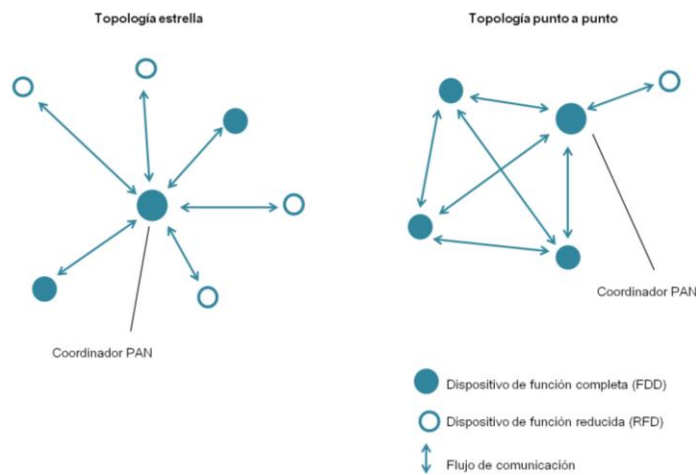 Topología estrella
Topología punto a punto
Coordinador PAN
Coordinador PAN
Dispositivo de función completa (FDD)
Dispositivo de función reducida (RFD)
Flujo de comunicación